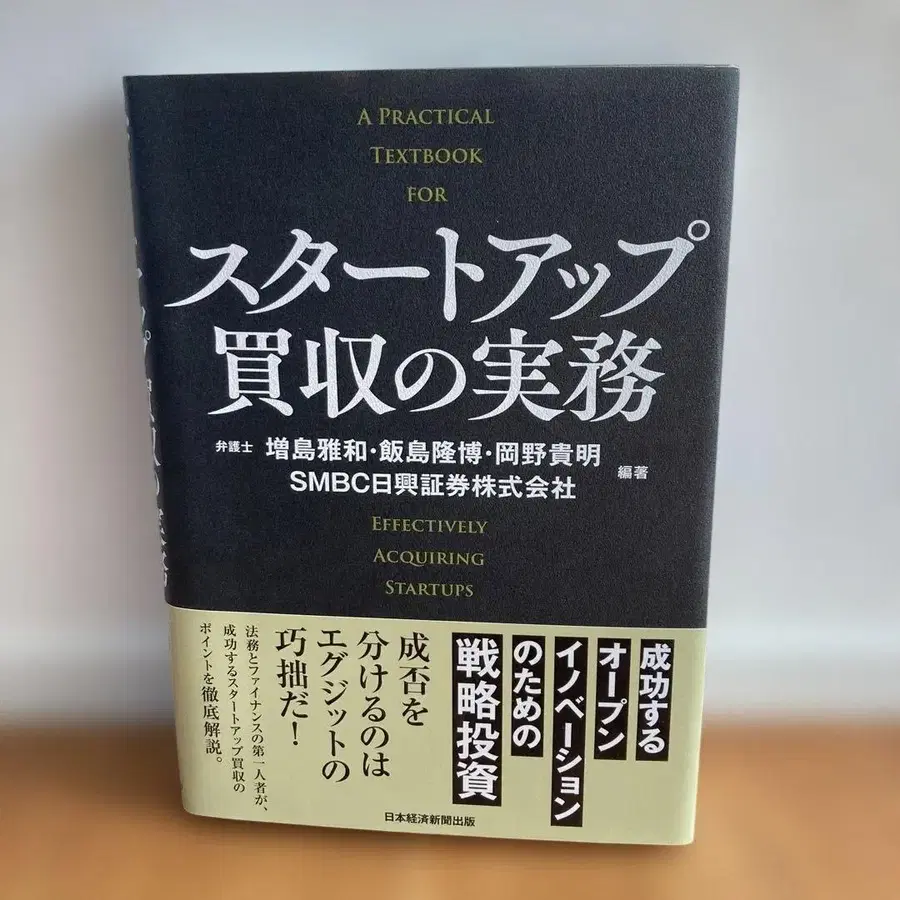 A PRACTICAL
TEXTBOOK
FOR
スタートアップ
買収の実務
弁護士 増島雅和・飯島隆博・岡野貴明
SMBC日興証券株式会社 編著
EFFECTIVELY
ACQUIRING
STARTUPS
成功する
オープン
イノベーション
のための
戦略投資
成否を
分けるのは
エグジットの
巧拙だ！
法務とファイナンスの第一人者が、
成功するスタートアップ買収の
ポイントを徹底解説。
日本経済新聞出版